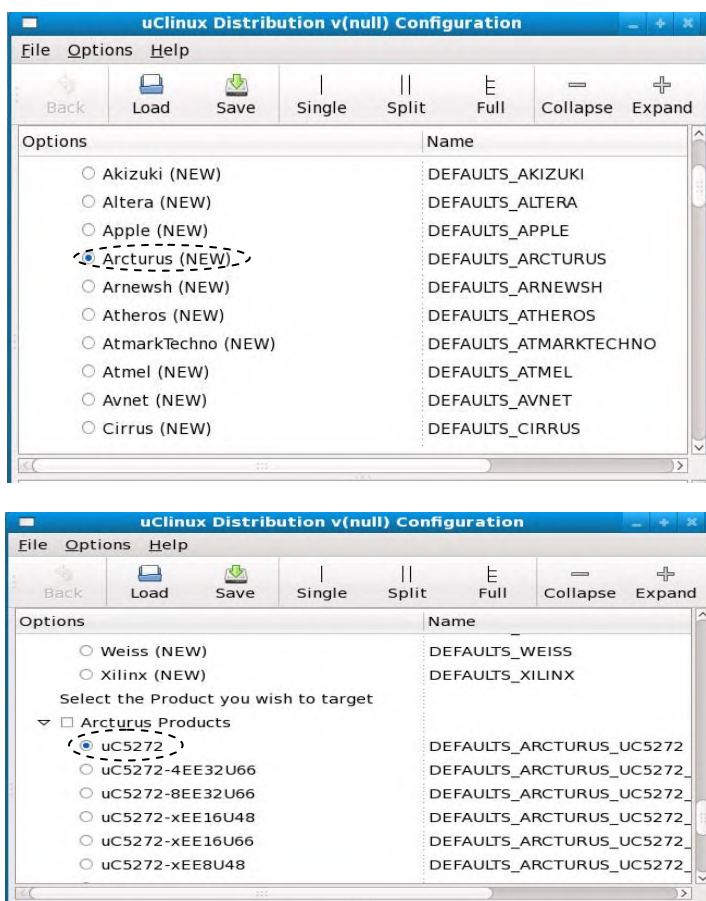 uClinux Distribution v(null) Configuration
File Options Help
Back Load Save Single Split Full Collapse Expand
Options Name
Akizuki (NEW) DEFAULTS_AKIZUKI
Altera (NEW) DEFAULTS_ALTERA
Apple (NEW) DEFAULTS_APPLE
Arcturus (NEW) DEFAULTS_ARCTURUS
Arnewsh (NEW) DEFAULTS_ARNEWSH
Atheros (NEW) DEFAULTS_ATHEROS
AtmarkTechno (NEW) DEFAULTS_ATMARKTECHNO
Atmel (NEW) DEFAULTS_ATMEL
Avnet (NEW) DEFAULTS_AVNET
Cirrus (NEW) DEFAULTS_CIRRUS
uClinux Distribution v(null) Configuration
File Options Help
Back Load Save Single Split Full Collapse Expand
Options Name
Weiss (NEW) DEFAULTS_WEISS
Xilinx (NEW) DEFAULTS_XILINX
Select the Product you wish to target
Arcturus Products
uC5272 DEFAULTS_ARCTURUS_UC5272
uC5272-4EE32U66 DEFAULTS_ARCTURUS_UC5272_
uC5272-8EE32U66 DEFAULTS_ARCTURUS_UC5272_
uC5272-xEE16U48 DEFAULTS_ARCTURUS_UC5272_
uC5272-xEE16U66 DEFAULTS_ARCTURUS_UC5272_
uC5272-xEE8U48 DEFAULTS_ARCTURUS_UC5272_